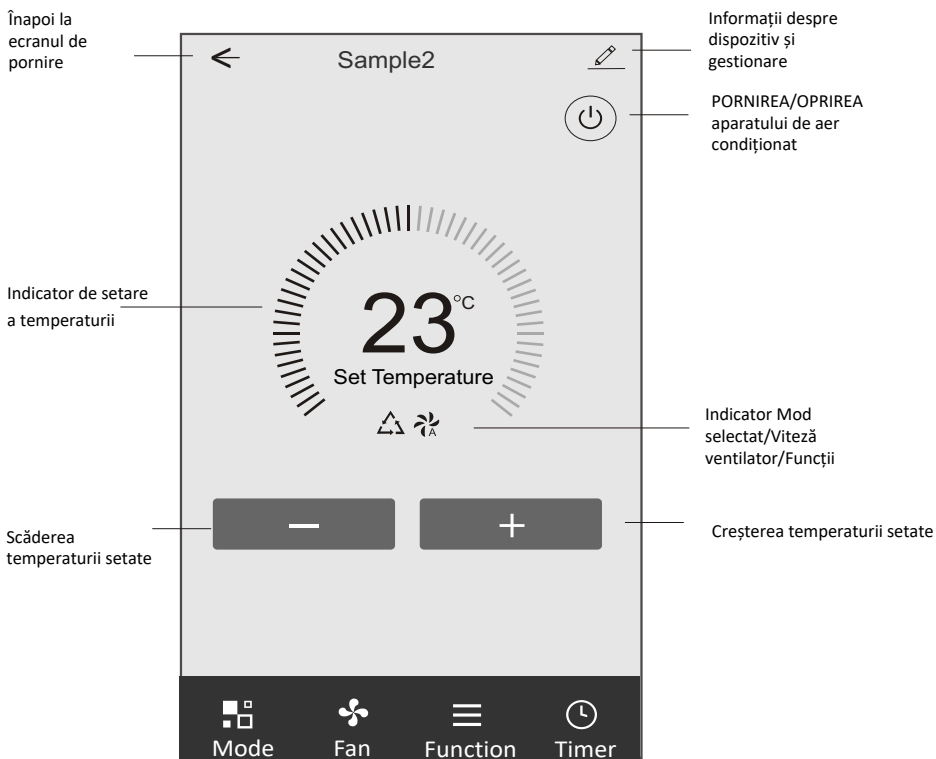 Înapoi la
ecranul de
pornire
Sample2
Informații despre
dispozitiv și
gestionare
PORNIREA/OPRIREA
aparatului de aer
condiționat
Indicator de setare
a temperaturii
23°C
Set Temperature
A
Indicator Mod
selectat/Viteză
ventilator/Funcții
Scăderea
temperaturii setate
−
+
Creșterea temperaturii setate
Mode
Fan
Function
Timer